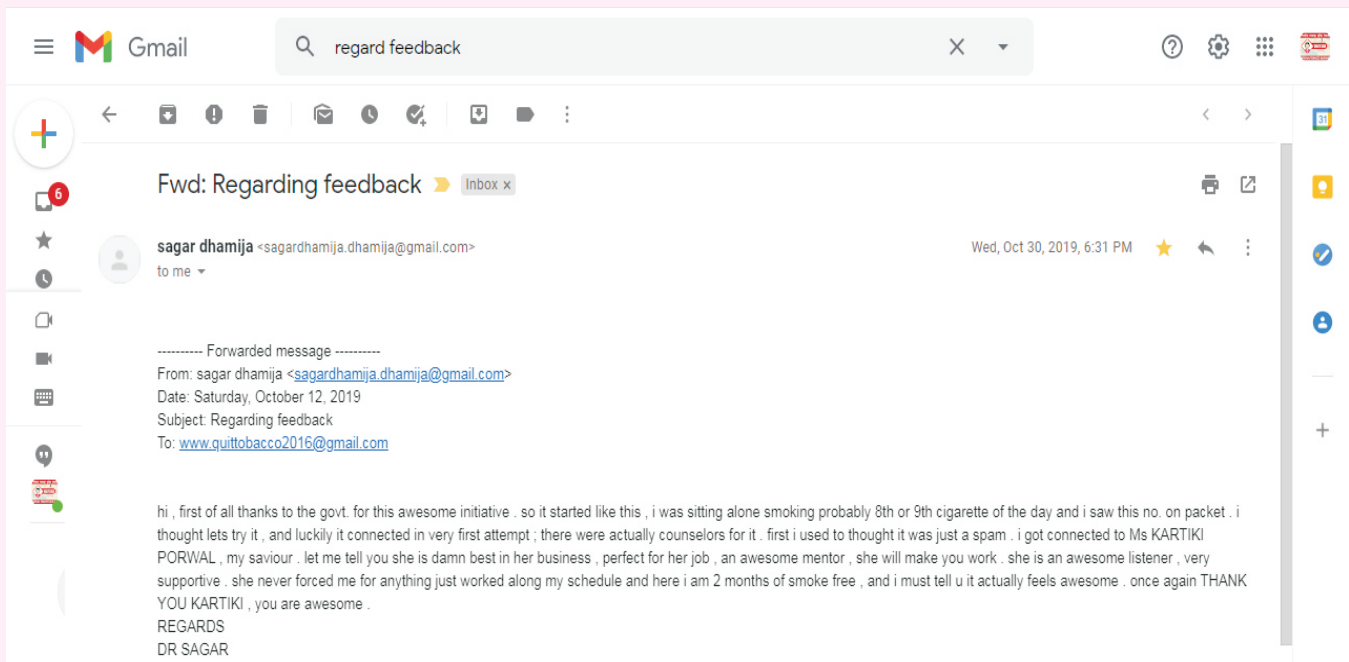 Gmail
regard feedback
Fwd: Regarding feedback
Inbox x
31
6
sagar dhamija <sagardhamija.dhamija@gmail.com>
Wed, Oct 30, 2019, 6:31 PM
to me
---------- Forwarded message ----------
From: sagar dhamija <sagardhamija.dhamija@gmail.com>
Date: Saturday, October 12, 2019
Subject: Regarding feedback
To: www.quittobacco2016@gmail.com
hi , first of all thanks to the govt. for this awesome initiative . so it started like this , i was sitting alone smoking probably 8th or 9th cigarette of the day and i saw this no. on packet . i
thought lets try it , and luckily it connected in very first attempt ; there were actually counselors for it . first i used to thought it was just a spam . i got connected to Ms KARTIKI
PORWAL , my saviour . let me tell you she is damn best in her business , perfect for her job , an awesome mentor , she will make you work . she is an awesome listener , very
supportive . she never forced me for anything just worked along my schedule and here i am 2 months of smoke free , and i must tell u it actually feels awesome . once again THANK
YOU KARTIKI , you are awesome .
REGARDS
DR SAGAR